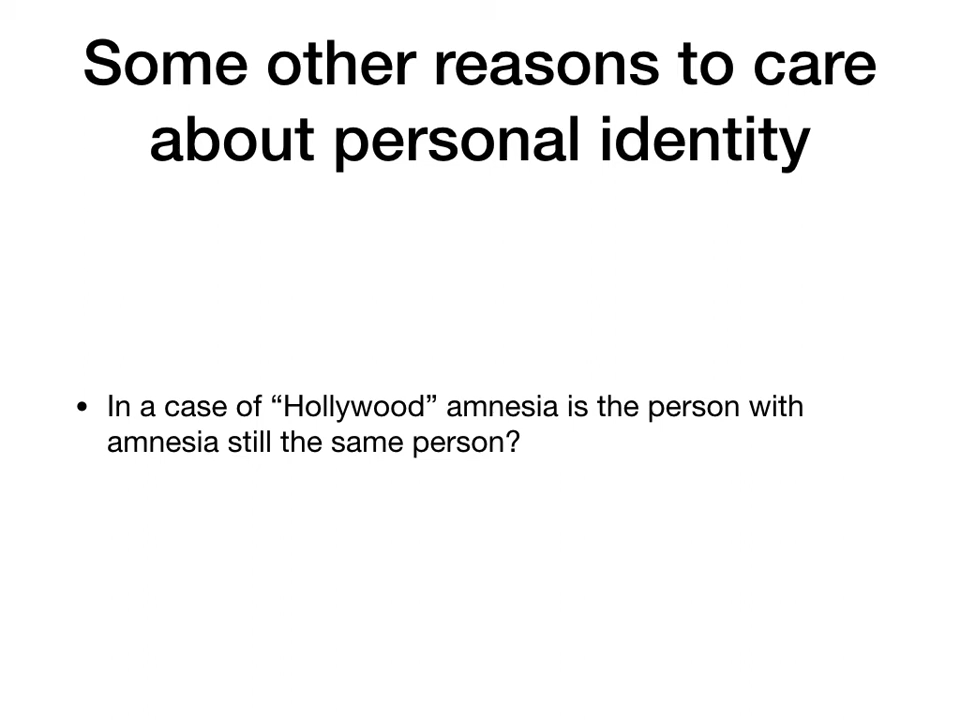 Some other reasons to care
about personal identity
• In a case of “Hollywood” amnesia is the person with
amnesia still the same person?